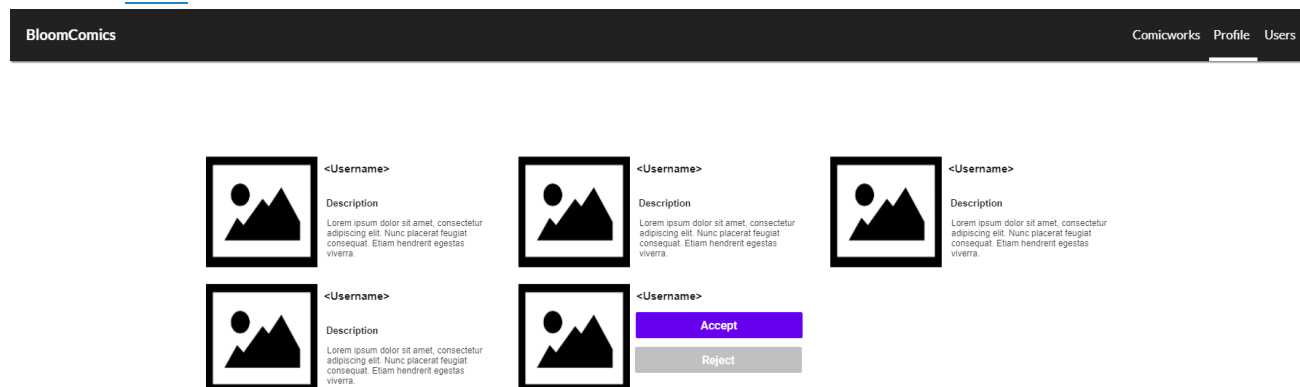 BloomComics
Comicworks Profile Users
<Username>
Description
Lorem ipsum dolor sit amet, consectetur
adipiscing elit. Nunc placerat feugiat
consequat. Etiam hendrerit egestas
viverra.
<Username>
Description
Lorem ipsum dolor sit amet, consectetur
adipiscing elit. Nunc placerat feugiat
consequat. Etiam hendrerit egestas
viverra.
<Username>
Description
Lorem ipsum dolor sit amet, consectetur
adipiscing elit. Nunc placerat feugiat
consequat. Etiam hendrerit egestas
viverra.
<Username>
Description
Lorem ipsum dolor sit amet, consectetur
adipiscing elit. Nunc placerat feugiat
consequat. Etiam hendrerit egestas
viverra.
<Username>
Accept
Reject